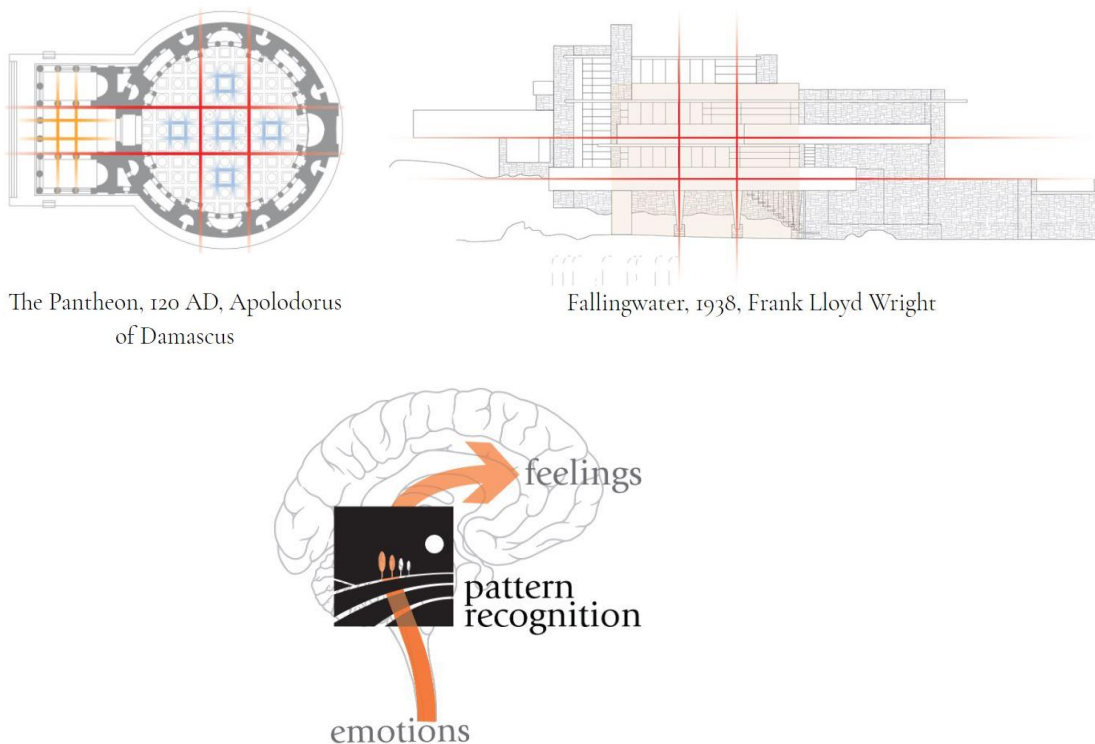 The Pantheon, 120 AD, Apolodorus
of Damascus
Fallingwater, 1938, Frank Lloyd Wright
feelings
pattern
recognition
emotions